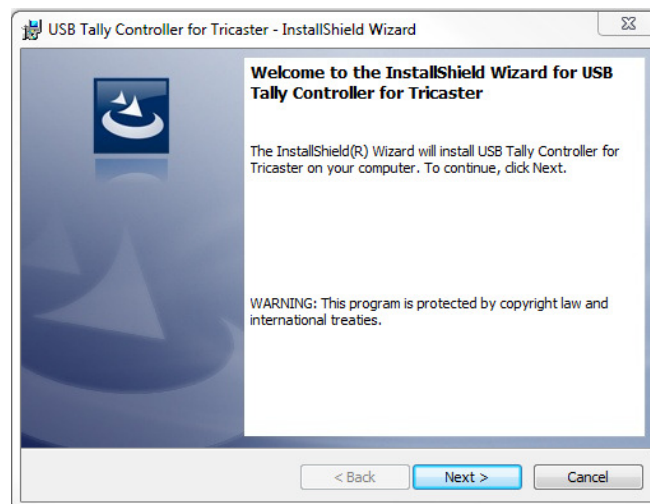 USB Tally Controller for Tricaster - InstallShield Wizard
Welcome to the InstallShield Wizard for USB
Tally Controller for Tricaster
The InstallShield(R) Wizard will install USB Tally Controller for
Tricaster on your computer. To continue, click Next.
WARNING: This program is protected by copyright law and
international treaties.
< Back Next > Cancel